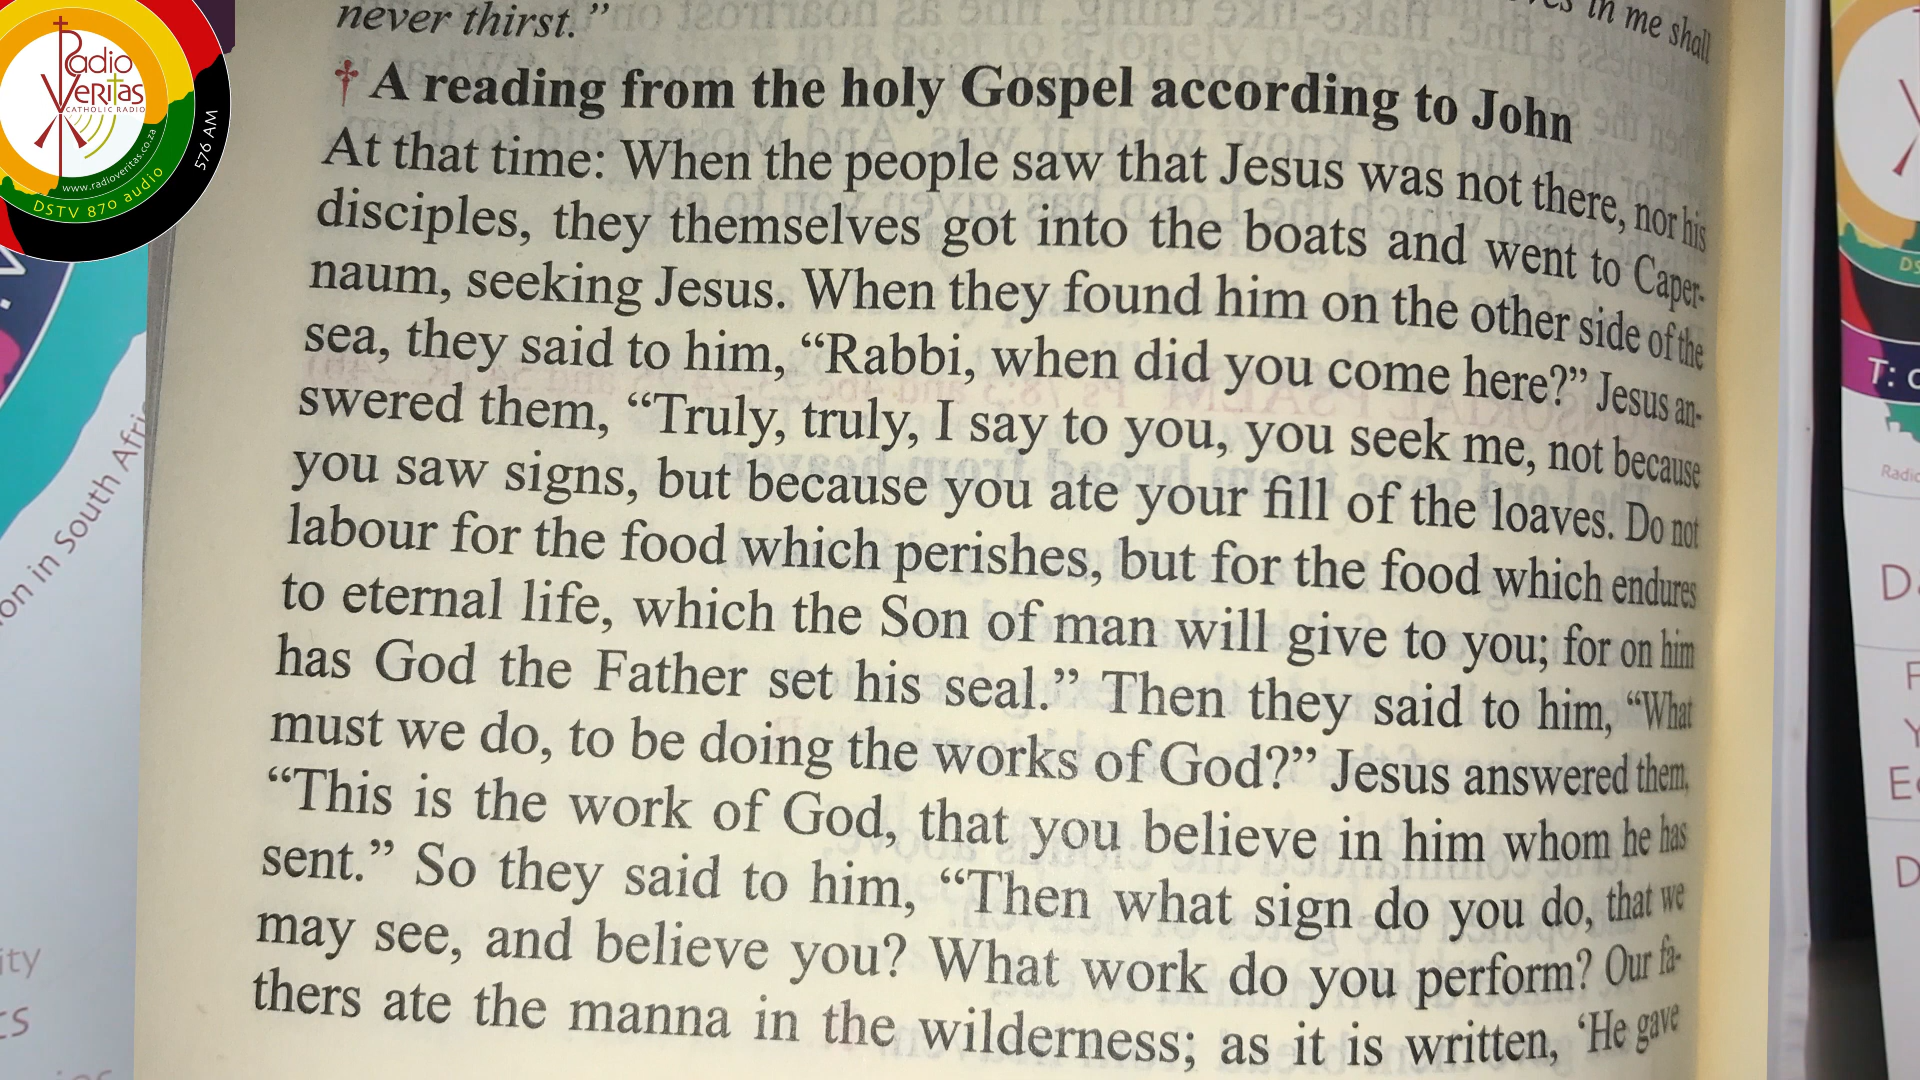 Radio
Veritas
CATHOLIC RADIO
www.radioveritas.co.za
DSTV 870 audio
576 AM
on in South Afri
ity
in me shall
never thirst.”
† A reading from the holy Gospel according to John
At that time: When the people saw that Jesus was not there, nor his
disciples, they themselves got into the boats and went to Caper-
naum, seeking Jesus. When they found him on the other side of the
sea, they said to him, “Rabbi, when did you come here?” Jesus an-
swered them, “Truly, truly, I say to you, you seek me, not because
you saw signs, but because you ate your fill of the loaves. Do not
labour for the food which perishes, but for the food which endures
to eternal life, which the Son of man will give to you; for on him
has God the Father set his seal.” Then they said to him, “What
must we do, to be doing the works of God?” Jesus answered them,
“This is the work of God, that you believe in him whom he has
sent.” So they said to him, “Then what sign do you do, that we
may see, and believe you? What work do you perform? Our fa-
thers ate the manna in the wilderness; as it is written, ‘He gave
T: